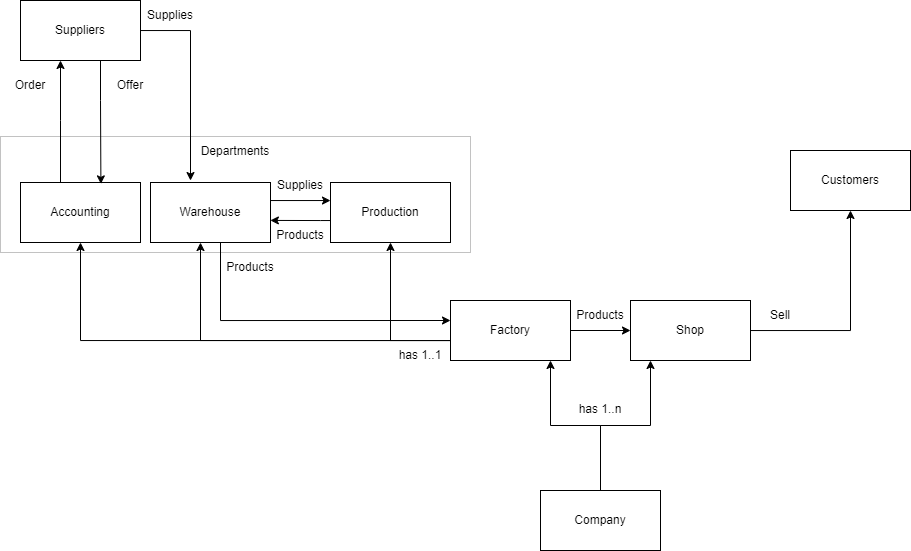 Supplies
Suppliers
Order
Offer
Departments
Customers
Supplies
Accounting
Warehouse
Production
Products
Products
Products
Sell
Factory
Shop
has 1..1
has 1..n
Company